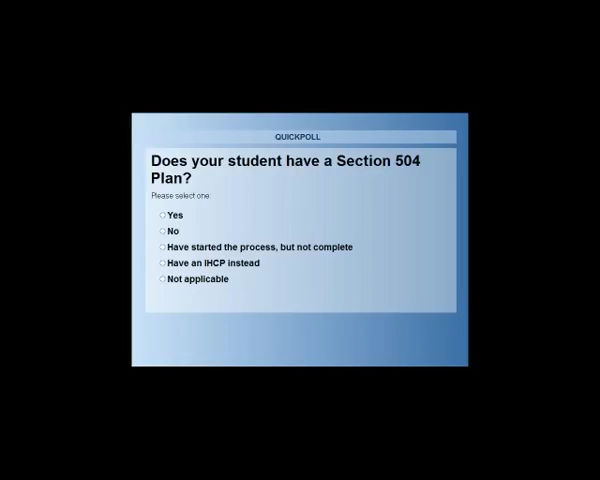 QUICKPOLL
Does your student have a Section 504
Plan?
Please select one:
Yes
No
Have started the process, but not complete
Have an IHCP instead
Not applicable